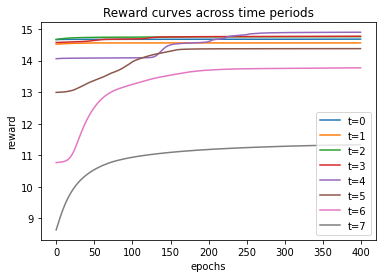 Reward curves across time periods
reward
15
14
13
12
11
10
9
0
50
100
150
200
250
300
350
400
epochs
t=0
t=1
t=2
t=3
t=4
t=5
t=6
t=7